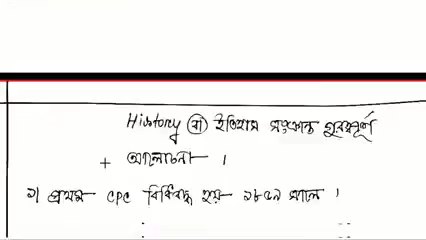 History বা ইতিহাস সংক্রান্ত গুরুত্বপূর্ণ
+ আলোচনা ।
১। প্রথম CPC বিধিবদ্ধ হয় ১৮৫৯ সালে ।